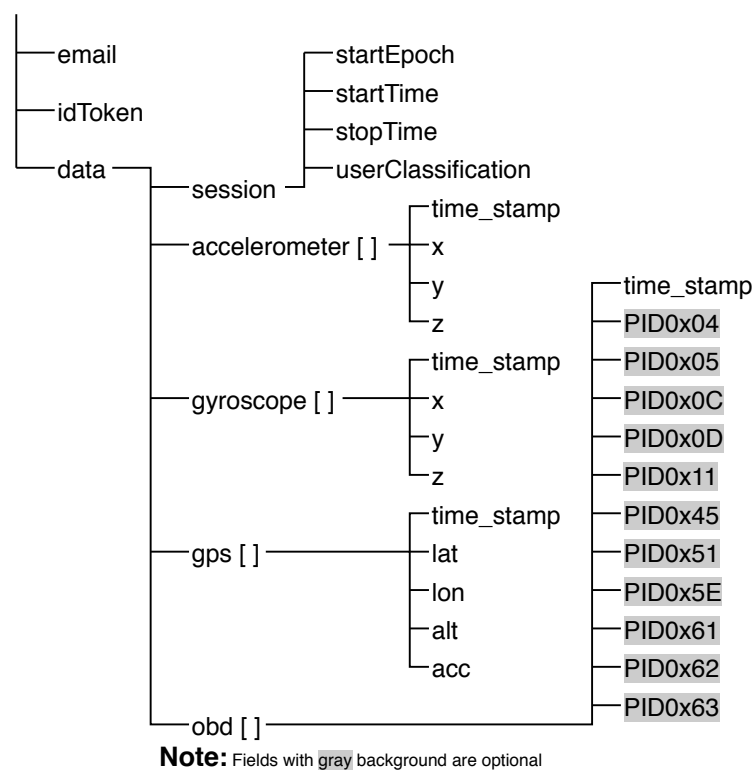 email
idToken
data
session
startEpoch
startTime
stopTime
userClassification
accelerometer [ ]
time_stamp
x
y
z
gyroscope [ ]
time_stamp
x
y
z
gps [ ]
time_stamp
lat
lon
alt
acc
obd [ ]
time_stamp
PID0x04
PID0x05
PID0x0C
PID0x0D
PID0x11
PID0x45
PID0x51
PID0x5E
PID0x61
PID0x62
PID0x63
Note: Fields with gray background are optional